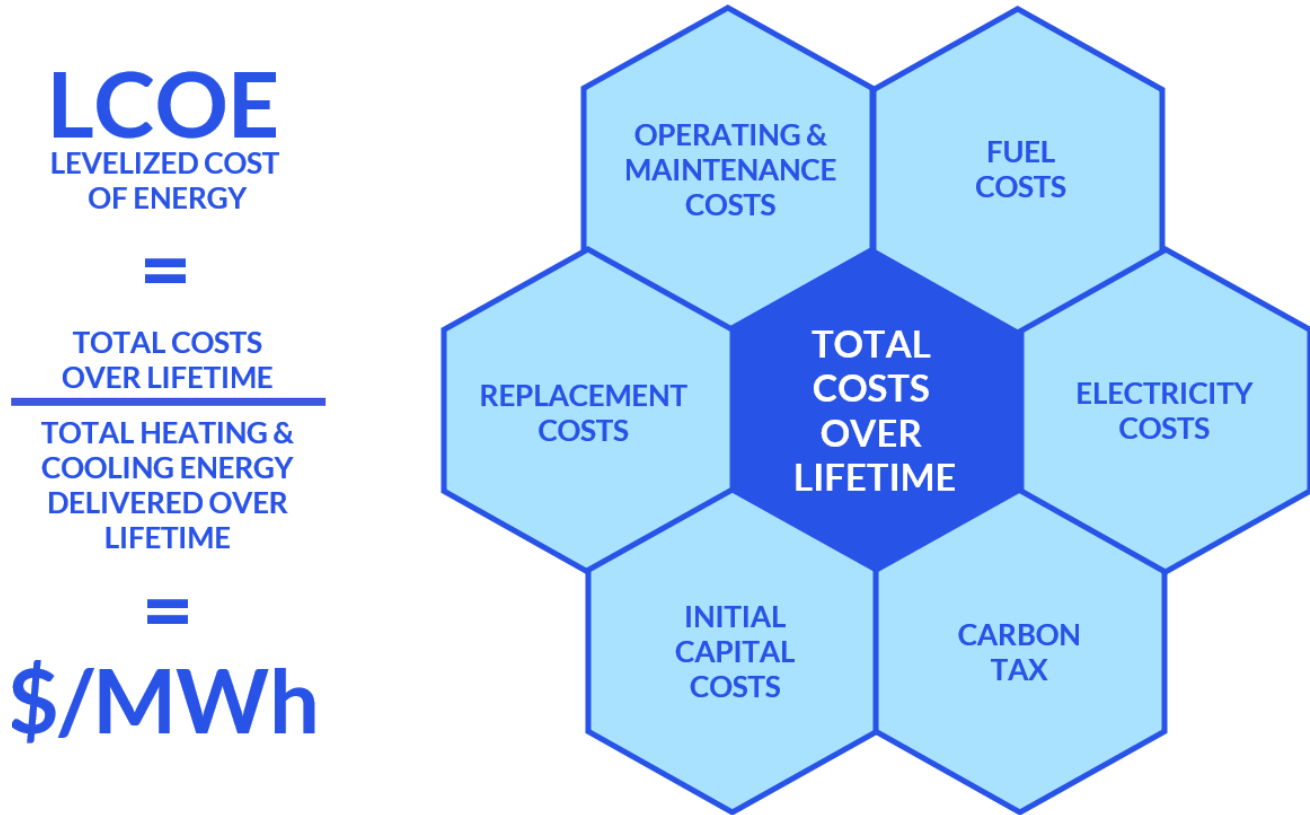 LCOE
LEVELIZED COST
OF ENERGY
=
TOTAL COSTS
OVER LIFETIME
TOTAL HEATING &
COOLING ENERGY
DELIVERED OVER
LIFETIME
=
$/MWh
OPERATING &
MAINTENANCE
COSTS
FUEL
COSTS
REPLACEMENT
COSTS
TOTAL
COSTS
OVER
LIFETIME
ELECTRICITY
COSTS
INITIAL
CAPITAL
COSTS
CARBON
TAX